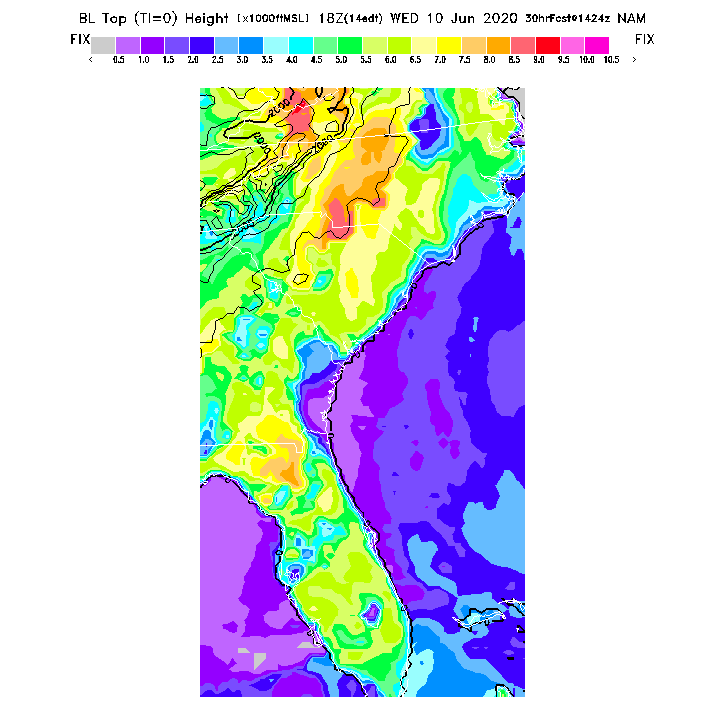 BL Top (TI=0) Height [x1000ftMSL] 18Z(14edt) WED 10 Jun 2020 30hrFcst@1424z NAM
FIX FIX
< 0.5 1.0 1.5 2.0 2.5 3.0 3.5 4.0 4.5 5.0 5.5 6.0 6.5 7.0 7.5 8.0 8.5 9.0 9.5 10.0 10.5 >
2000
2000
2000